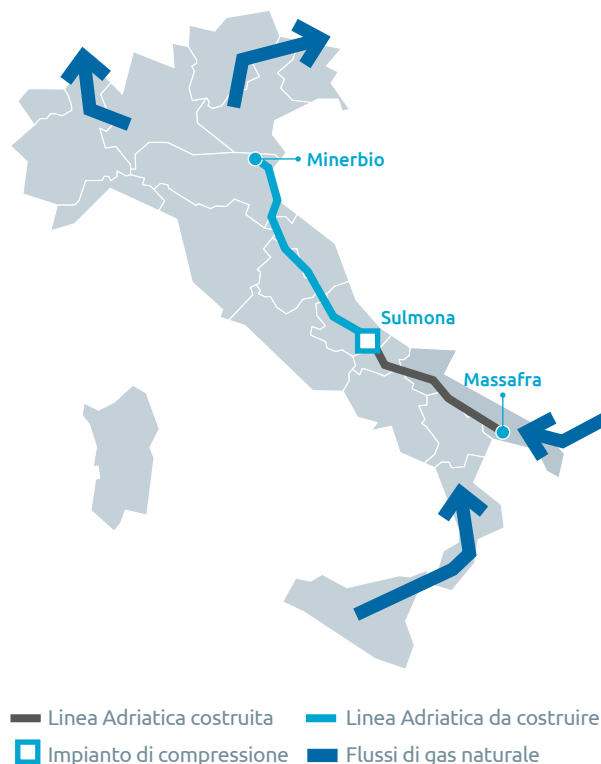 Minerbio
Sulmona
Massafra
Linea Adriatica costruita
Linea Adriatica da costruire
Impianto di compressione
Flussi di gas naturale